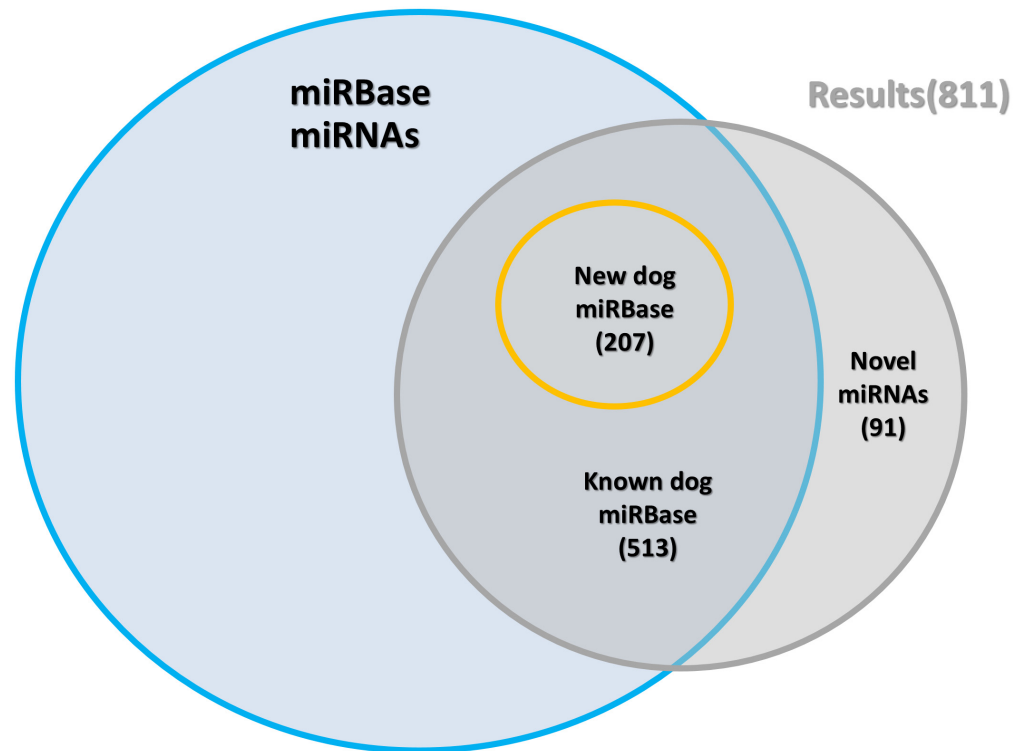 miRBase
miRNAs
Results(811)
New dog
miRBase
(207)
Novel
miRNAs
(91)
Known dog
miRBase
(513)